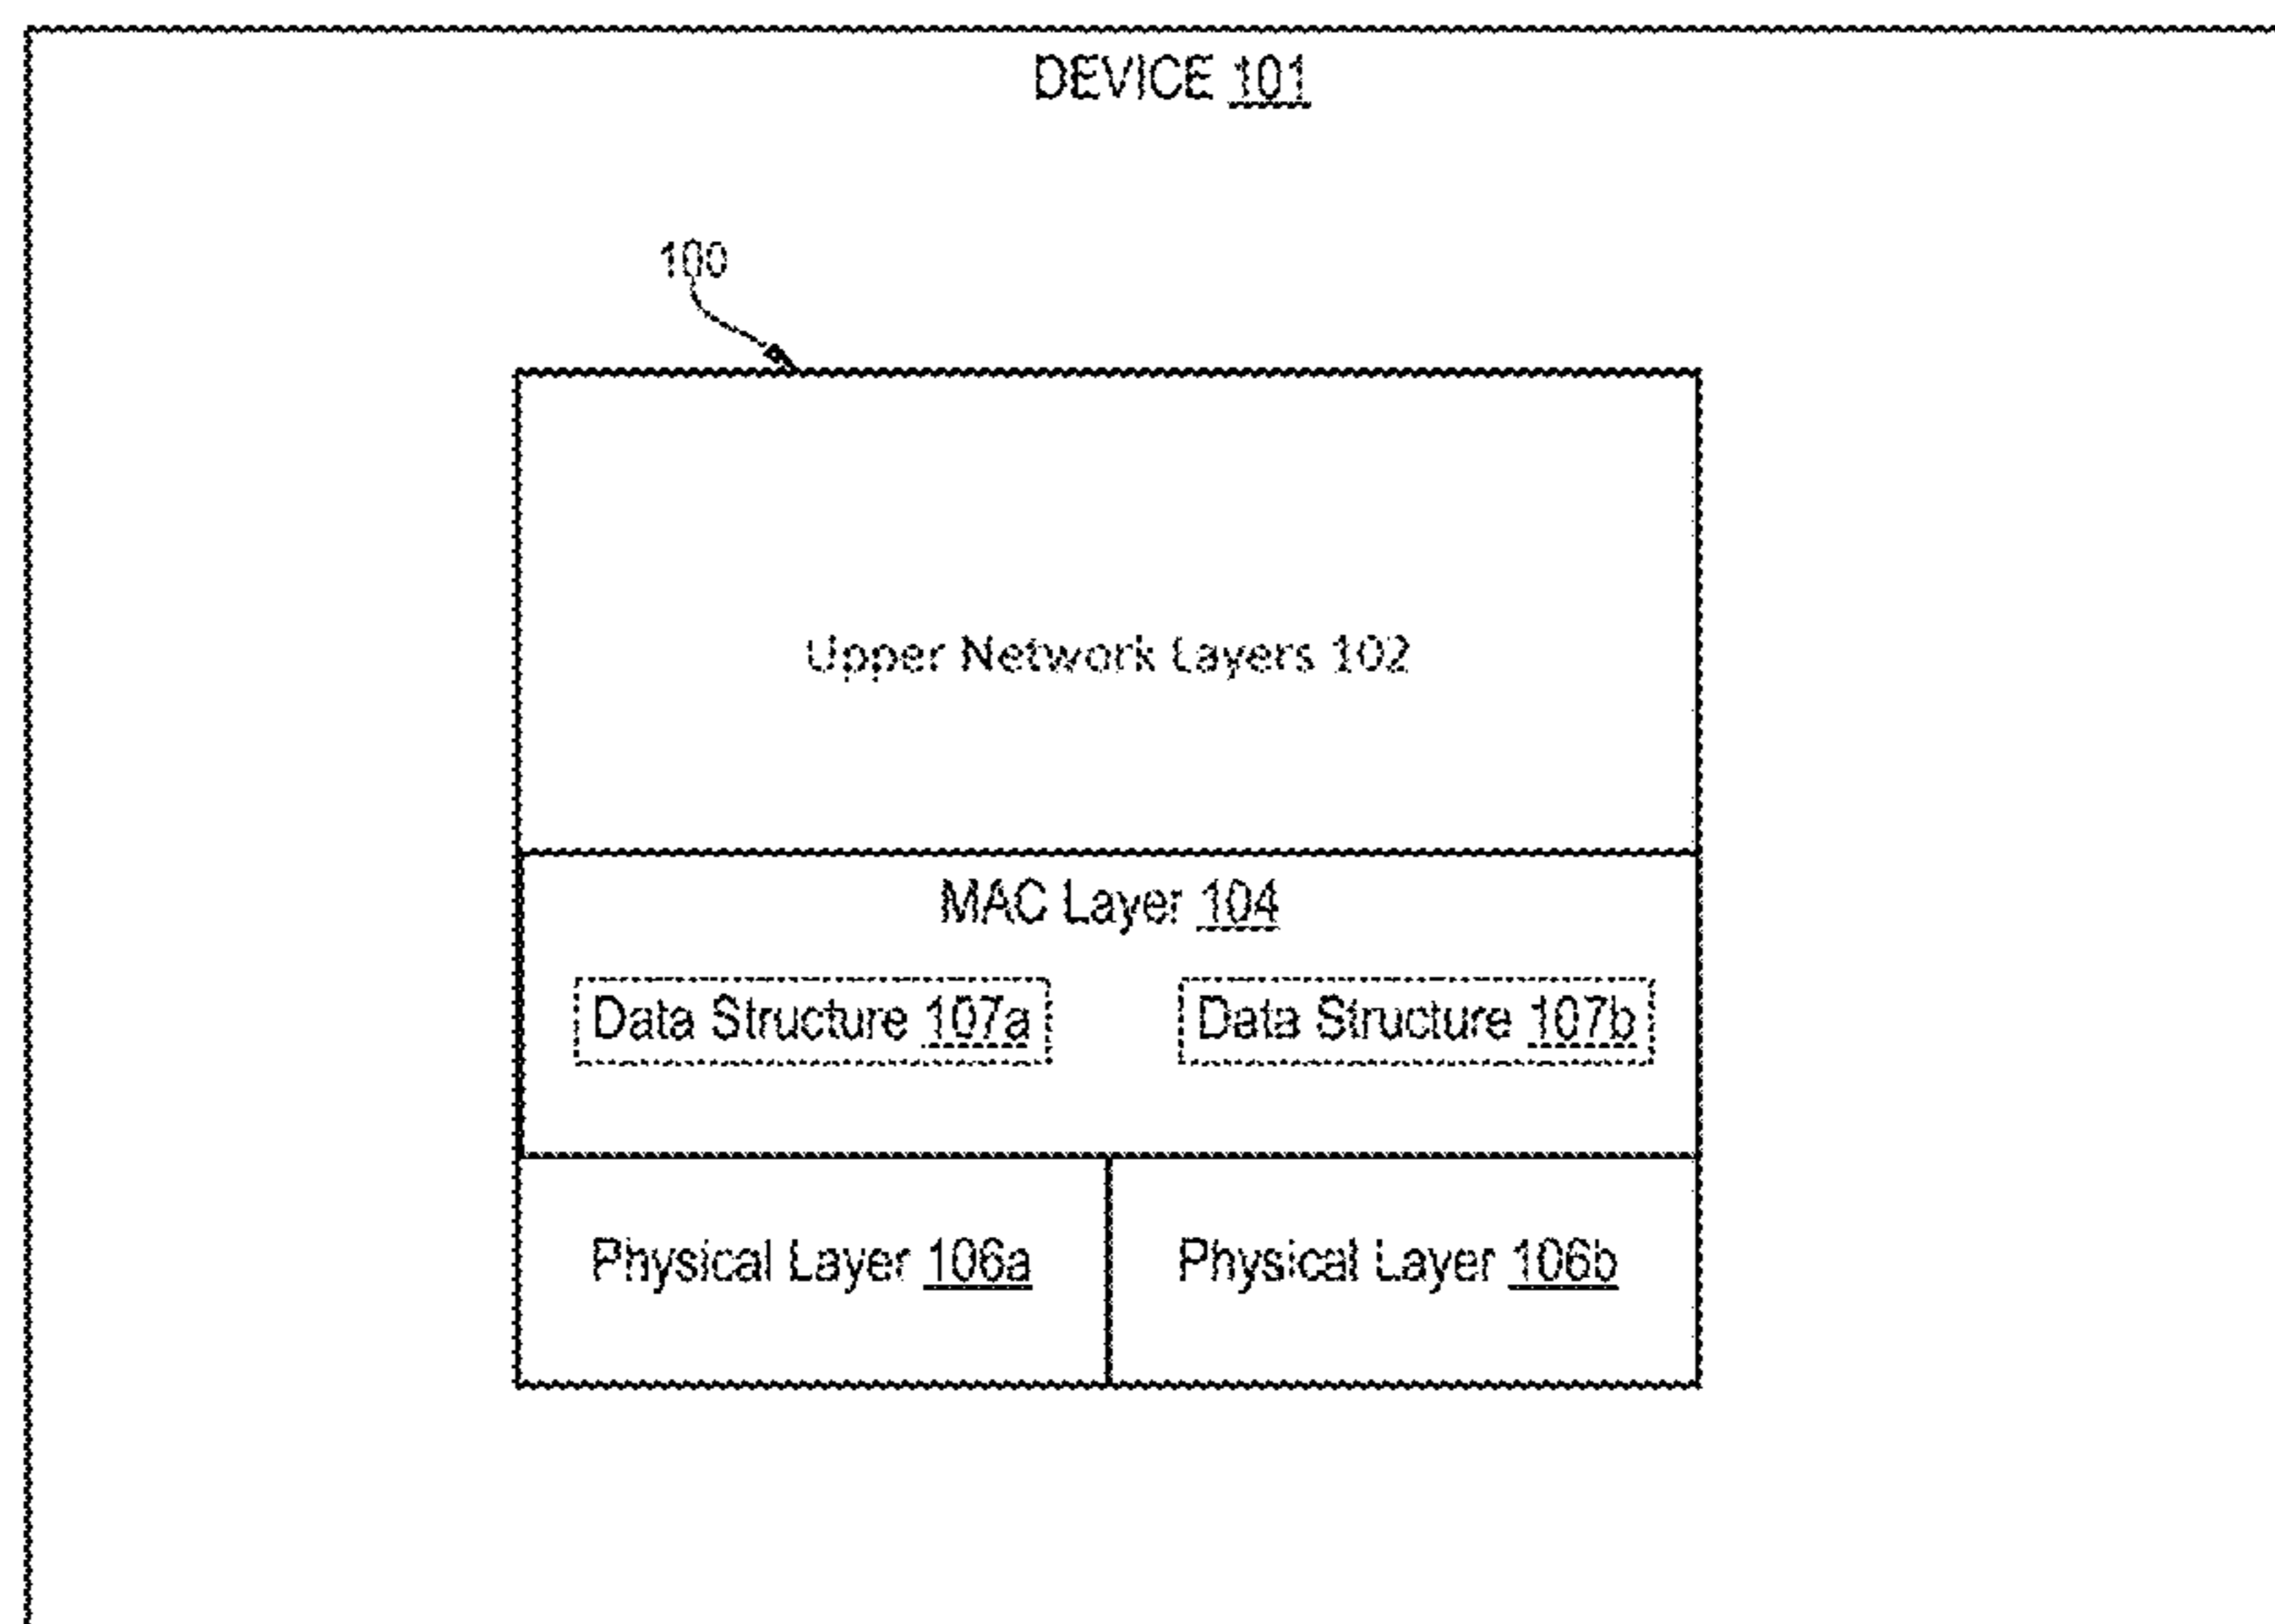 DEVICE 101
100
Upper Network Layers 102
MAC Layer 104
Data Structure 107a
Data Structure 107b
Physical Layer 106a
Physical Layer 106b